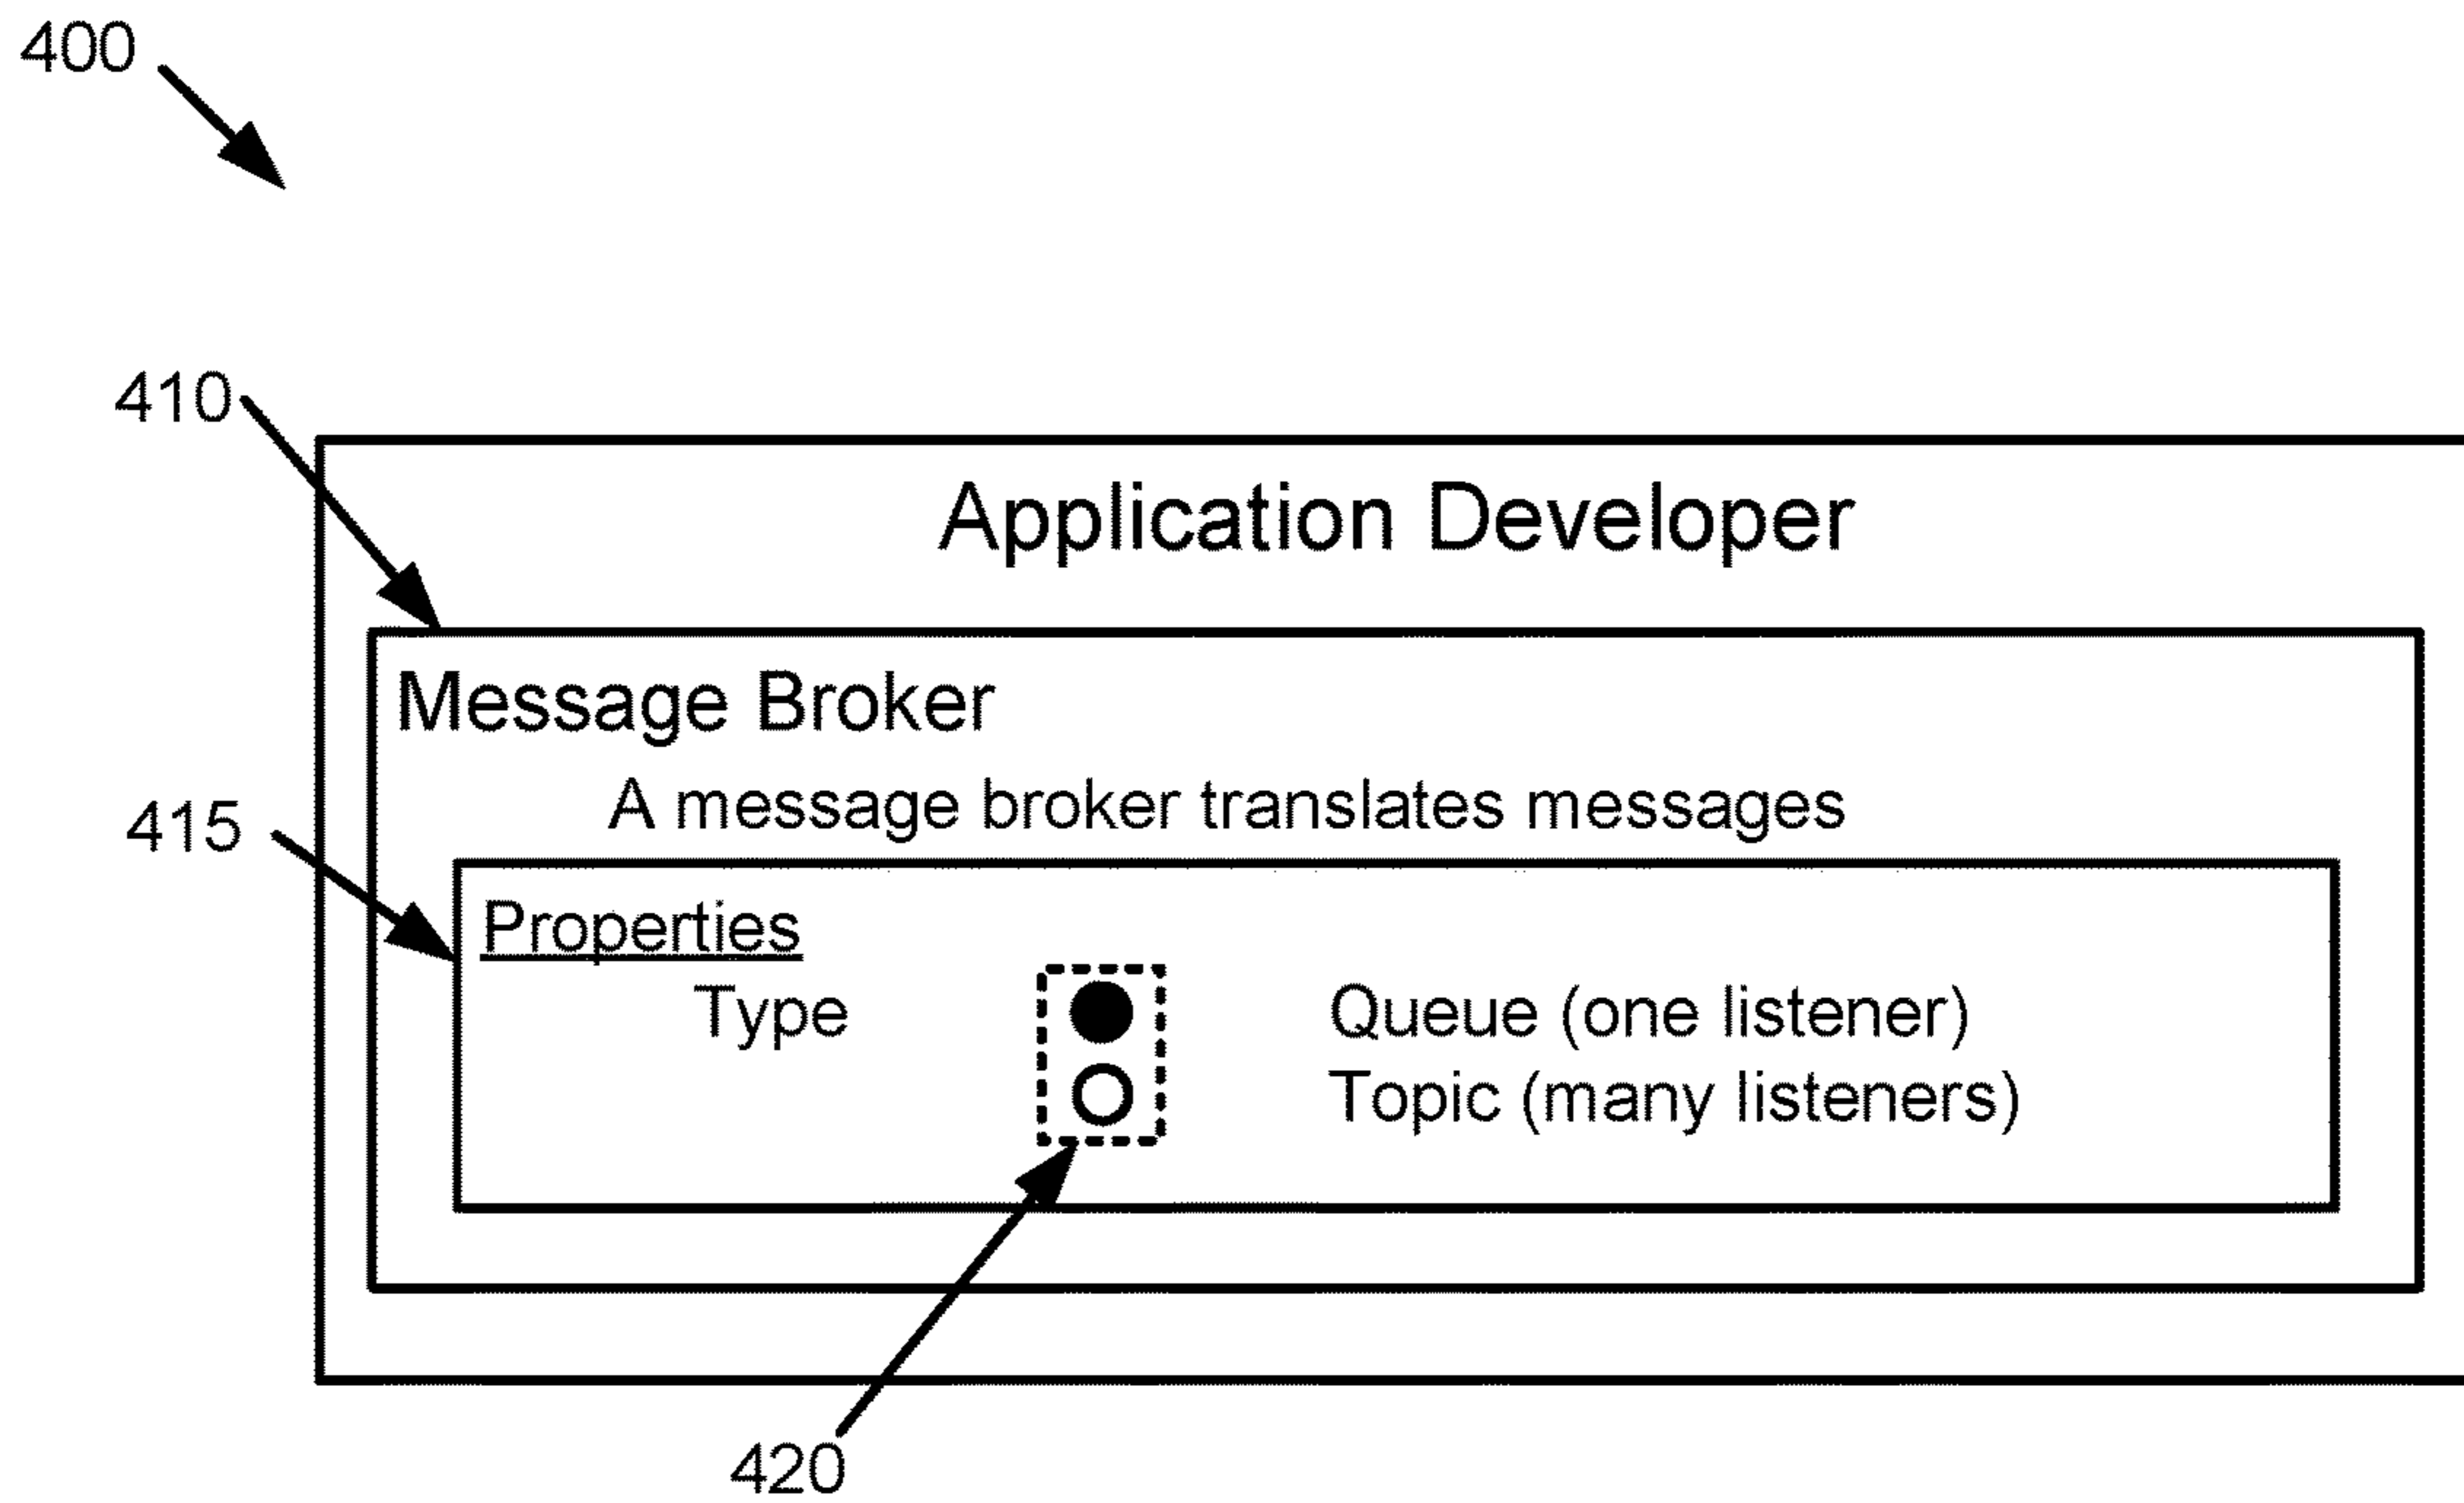 400
410
Application Developer
Message Broker
A message broker translates messages
415
Properties
Type Queue (one listener)
Topic (many listeners)
420